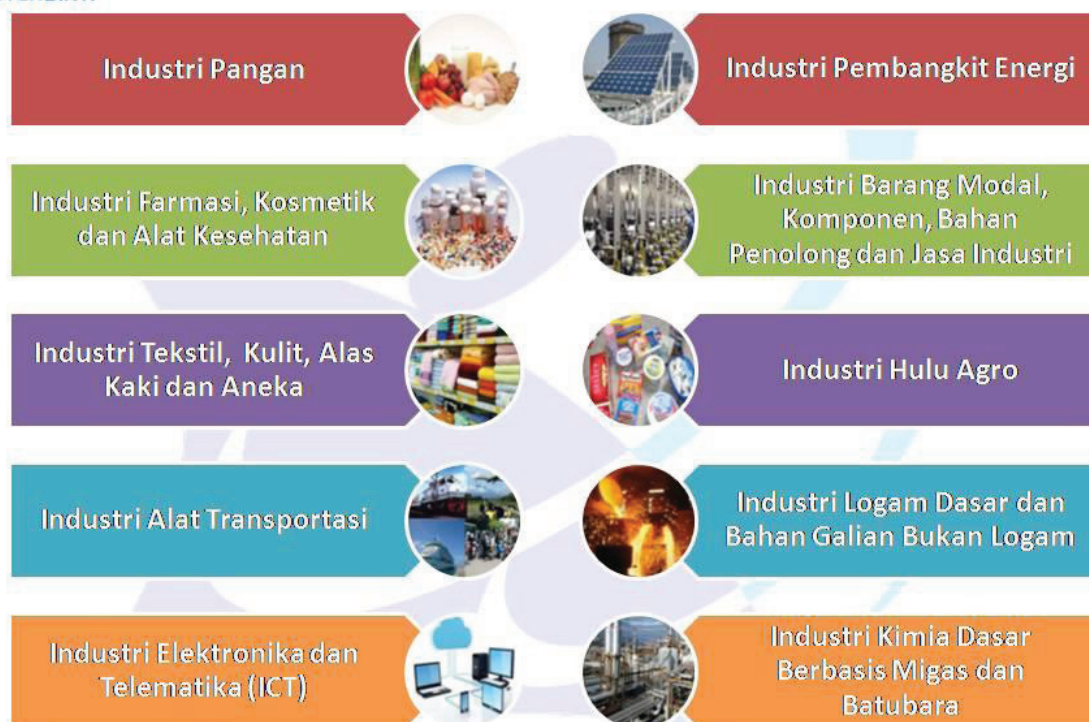 Industri Pangan
Industri Pembangkit Energi
Industri Farmasi, Kosmetik
dan Alat Kesehatan
Industri Barang Modal,
Komponen, Bahan
Penolong dan Jasa Industri
Industri Tekstil, Kulit, Alas
Kaki dan Aneka
Industri Hulu Agro
Industri Alat Transportasi
Industri Logam Dasar dan
Bahan Galian Bukan Logam
Industri Elektronika dan
Telematika (ICT)
Industri Kimia Dasar
Berbasis Migas dan
Batubara